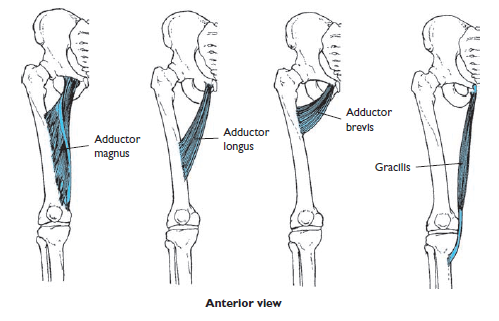 Adductor
magnus
Adductor
longus
Adductor
brevis
Gracilis
Anterior view